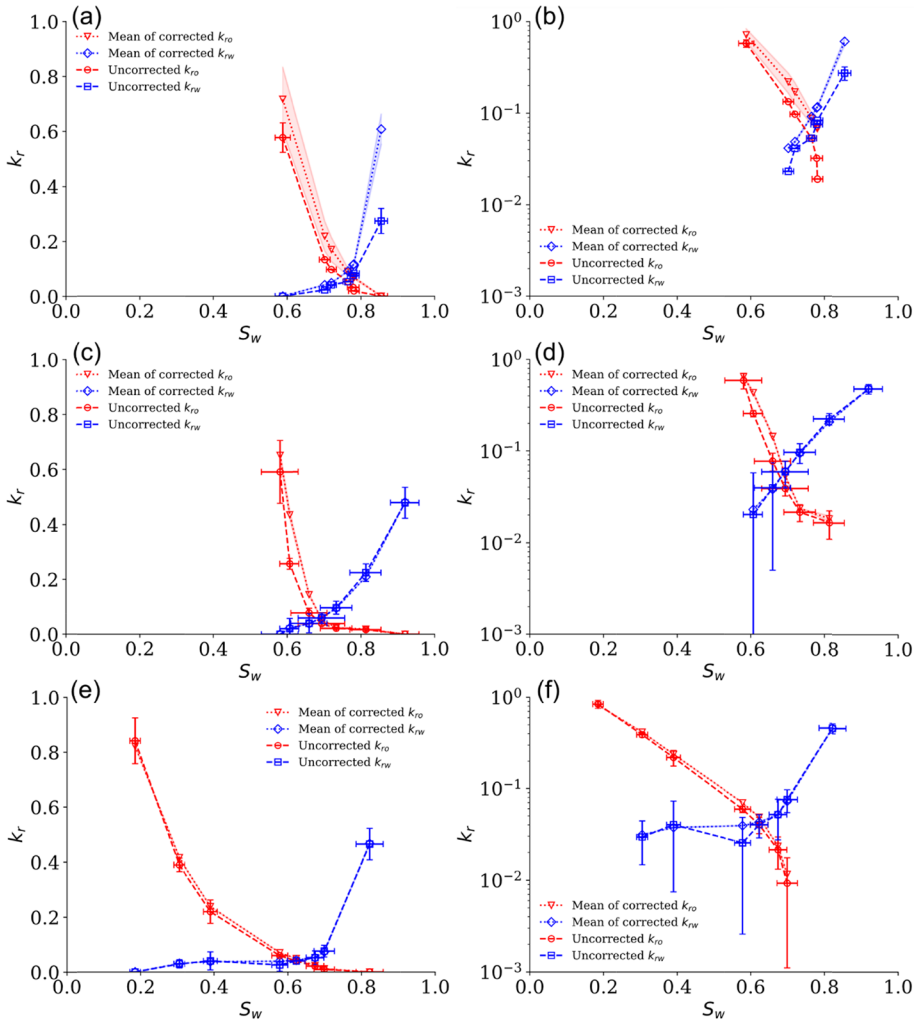 (a)
1.0
0.8
0.6
0.4
0.2
0.0
k_r
Mean of corrected k_ro
Mean of corrected k_rw
Uncorrected k_ro
Uncorrected k_rw
0.0 0.2 0.4 0.6 0.8 1.0
S_w
(b)
10^0
10^−1
10^−2
10^−3
k_r
Mean of corrected k_ro
Mean of corrected k_rw
Uncorrected k_ro
Uncorrected k_rw
0.0 0.2 0.4 0.6 0.8 1.0
S_w
(c)
1.0
0.8
0.6
0.4
0.2
0.0
k_r
Mean of corrected k_ro
Mean of corrected k_rw
Uncorrected k_ro
Uncorrected k_rw
0.0 0.2 0.4 0.6 0.8 1.0
S_w
(d)
10^0
10^−1
10^−2
10^−3
k_r
Mean of corrected k_ro
Mean of corrected k_rw
Uncorrected k_ro
Uncorrected k_rw
0.0 0.2 0.4 0.6 0.8 1.0
S_w
(e)
1.0
0.8
0.6
0.4
0.2
0.0
k_r
Mean of corrected k_ro
Mean of corrected k_rw
Uncorrected k_ro
Uncorrected k_rw
0.0 0.2 0.4 0.6 0.8 1.0
S_w
(f)
10^0
10^−1
10^−2
10^−3
k_r
Mean of corrected k_ro
Mean of corrected k_rw
Uncorrected k_ro
Uncorrected k_rw
0.0 0.2 0.4 0.6 0.8 1.0
S_w